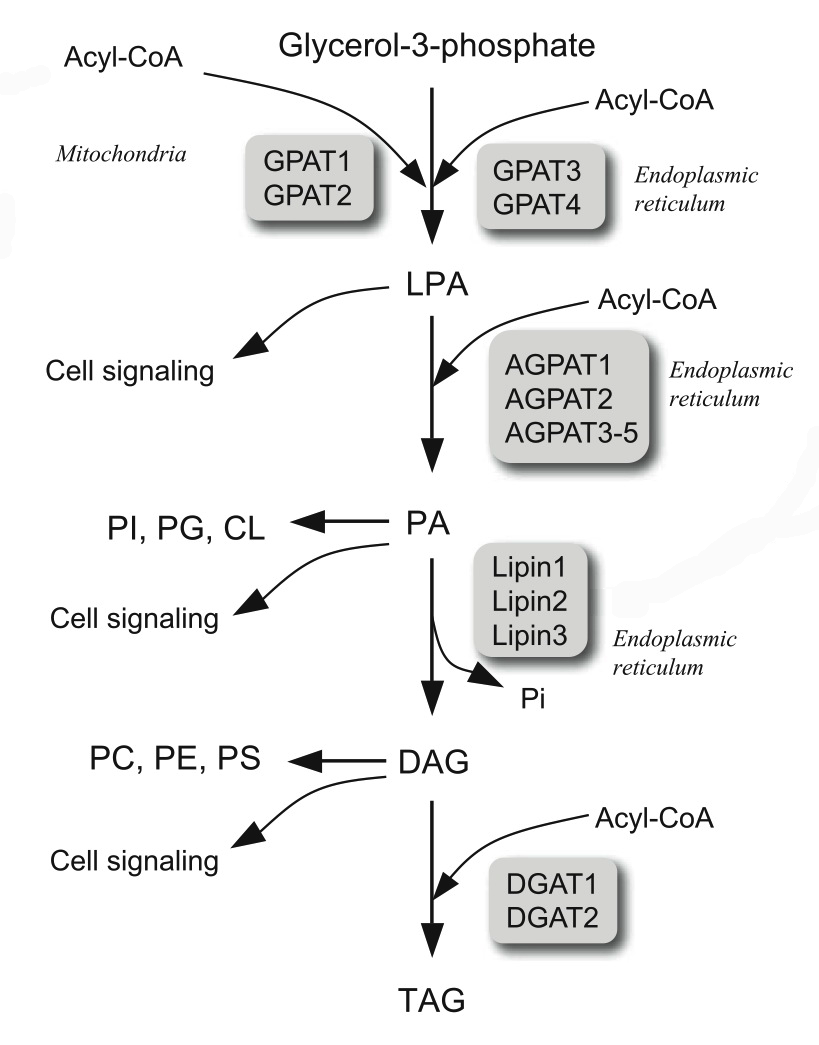 Glycerol-3-phosphate
Acyl-CoA
Acyl-CoA
Mitochondria
GPAT1
GPAT2
GPAT3
GPAT4
Endoplasmic
reticulum
LPA
Acyl-CoA
Cell signaling
AGPAT1
AGPAT2
AGPAT3-5
Endoplasmic
reticulum
PI, PG, CL
PA
Cell signaling
Lipin1
Lipin2
Lipin3
Endoplasmic
reticulum
Pi
PC, PE, PS
DAG
Cell signaling
Acyl-CoA
DGAT1
DGAT2
TAG